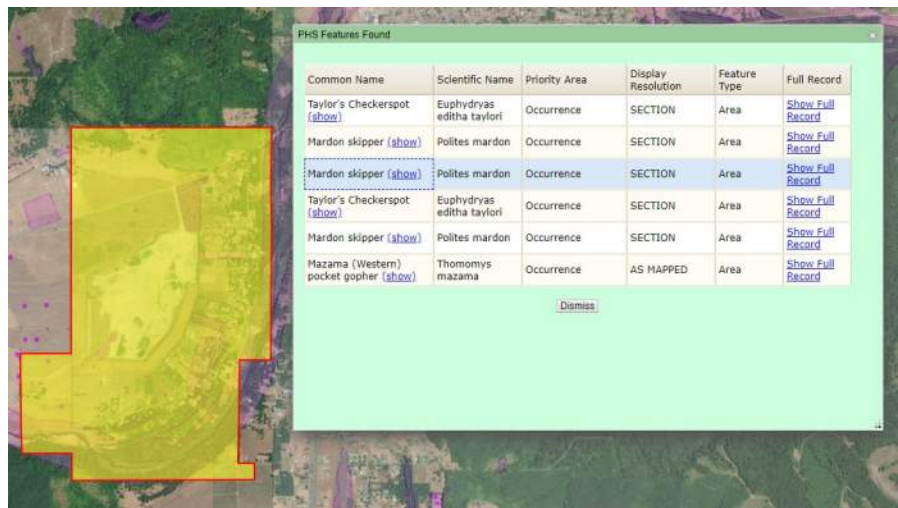 PHS Features Found
Common Name Scientific Name Priority Area Display Resolution Feature Type Full Record
Taylor's Checkerspot (show) Euphydryas editha taylori Occurrence SECTION Area Show Full Record
Mardon skipper (show) Polites mardon Occurrence SECTION Area Show Full Record
Mardon skipper (show) Polites mardon Occurrence SECTION Area Show Full Record
Taylor's Checkerspot (show) Euphydryas editha taylori Occurrence SECTION Area Show Full Record
Mardon skipper (show) Polites mardon Occurrence SECTION Area Show Full Record
Mazama (Western) pocket gopher (show) Thomomys mazama Occurrence AS MAPPED Area Show Full Record
Dismiss